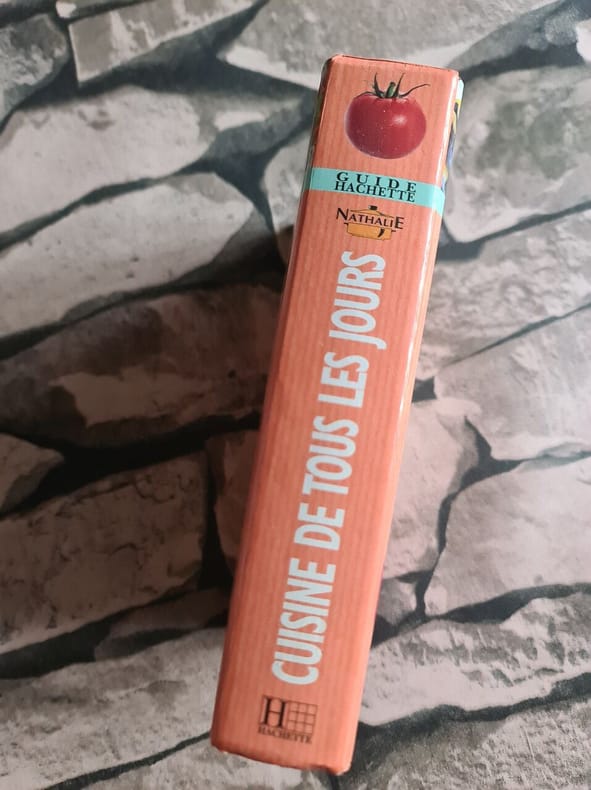 GUIDE
HACHETTE
NATHALIE
CUISINE DE TOUS LES JOURS
H
HACHETTE